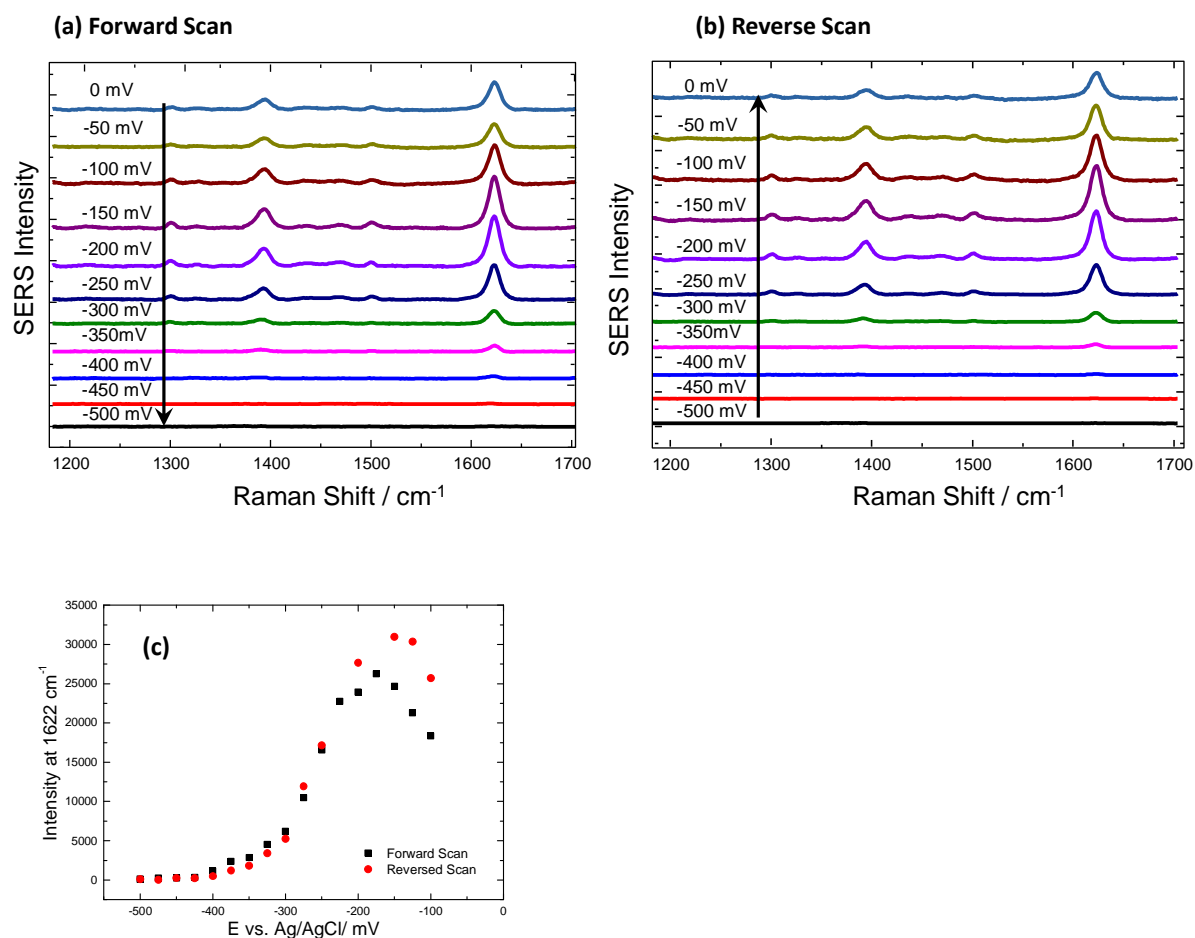 (a) Forward Scan
0 mV
-50 mV
-100 mV
-150 mV
-200 mV
-250 mV
-300 mV
-350mV
-400 mV
-450 mV
-500 mV
SERS Intensity
1200 1300 1400 1500 1600 1700
Raman Shift / cm-1
(b) Reverse Scan
0 mV
-50 mV
-100 mV
-150 mV
-200 mV
-250 mV
-300 mV
-350mV
-400 mV
-450 mV
-500 mV
SERS Intensity
1200 1300 1400 1500 1600 1700
Raman Shift / cm-1
(c)
35000
30000
25000
20000
15000
10000
5000
0
Intensity at 1622 cm-1
Forward Scan
Reversed Scan
-500 -400 -300 -200 -100 0
E vs. Ag/AgCl/ mV